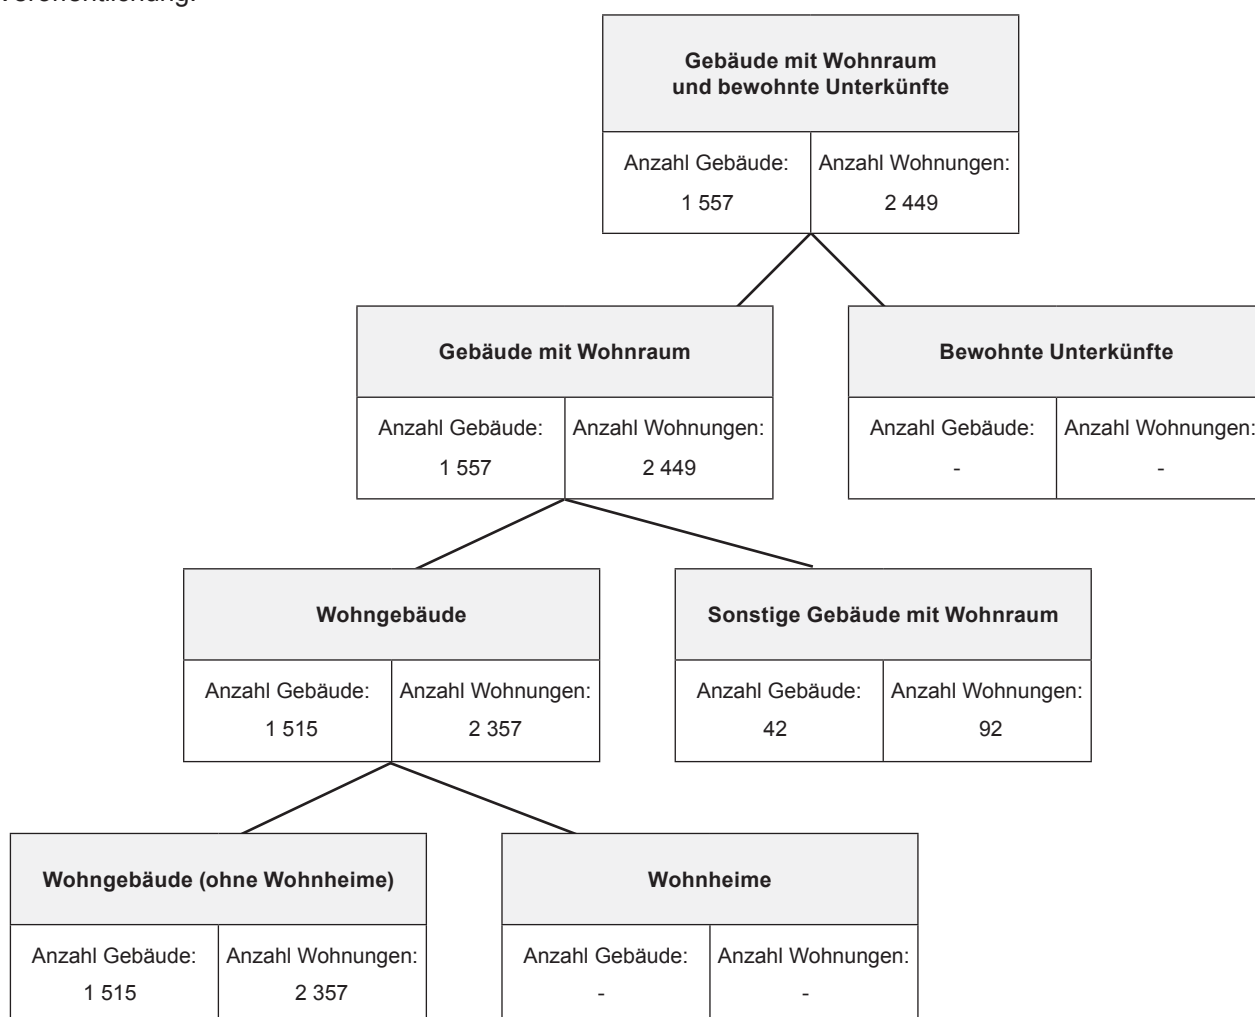 Veröffentlichung.
Gebäude mit Wohnraum
und bewohnte Unterkünfte
Anzahl Gebäude: Anzahl Wohnungen:
1 557 2 449
Gebäude mit Wohnraum Bewohnte Unterkünfte
Anzahl Gebäude: Anzahl Wohnungen: Anzahl Gebäude: Anzahl Wohnungen:
1 557 2 449 - -
Wohngebäude Sonstige Gebäude mit Wohnraum
Anzahl Gebäude: Anzahl Wohnungen: Anzahl Gebäude: Anzahl Wohnungen:
1 515 2 357 42 92
Wohngebäude (ohne Wohnheime) Wohnheime
Anzahl Gebäude: Anzahl Wohnungen: Anzahl Gebäude: Anzahl Wohnungen:
1 515 2 357 - -